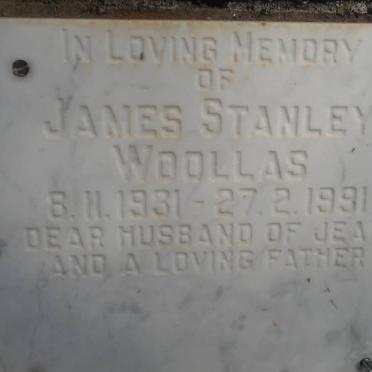 IN LOVING MEMORY
OF
JAMES STANLEY
WOOLLAS
8.11.1931 - 27.2.1991
DEAR HUSBAND OF JEA
AND A LOVING FATHER